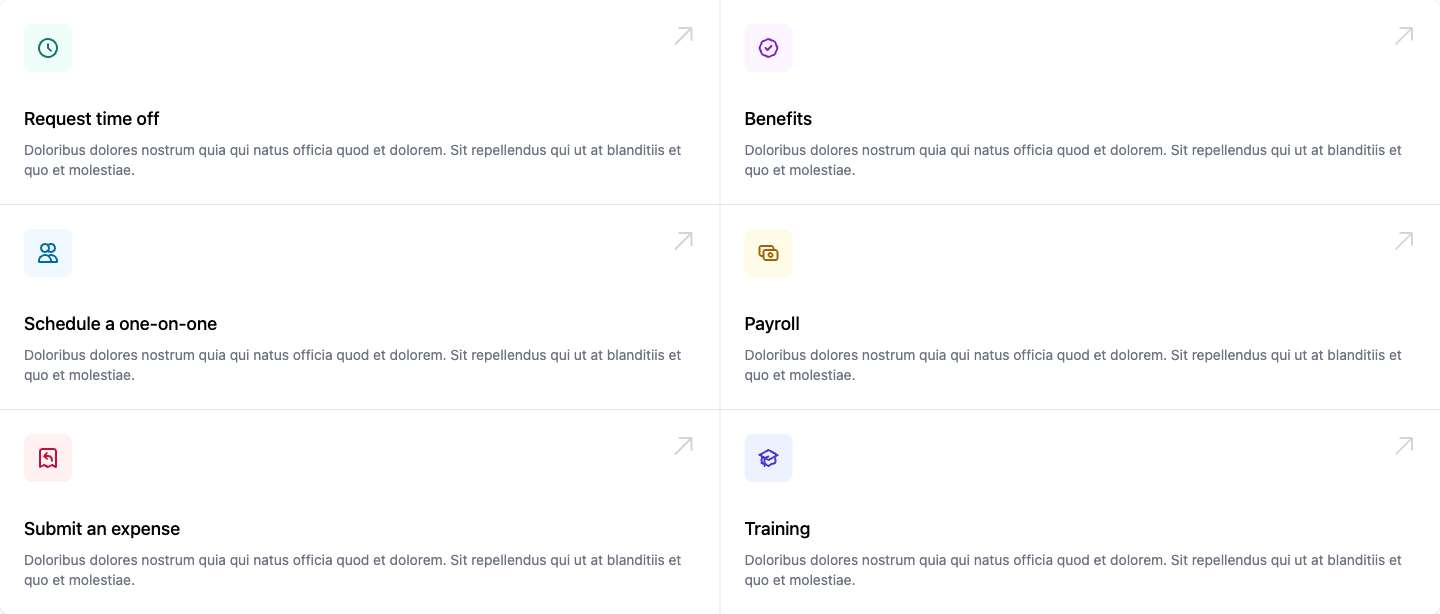 Request time off
Doloribus dolores nostrum quia qui natus officia quod et dolorem. Sit repellendus qui ut at blanditiis et
quo et molestiae.
Benefits
Doloribus dolores nostrum quia qui natus officia quod et dolorem. Sit repellendus qui ut at blanditiis et
quo et molestiae.
Schedule a one-on-one
Doloribus dolores nostrum quia qui natus officia quod et dolorem. Sit repellendus qui ut at blanditiis et
quo et molestiae.
Payroll
Doloribus dolores nostrum quia qui natus officia quod et dolorem. Sit repellendus qui ut at blanditiis et
quo et molestiae.
Submit an expense
Doloribus dolores nostrum quia qui natus officia quod et dolorem. Sit repellendus qui ut at blanditiis et
quo et molestiae.
Training
Doloribus dolores nostrum quia qui natus officia quod et dolorem. Sit repellendus qui ut at blanditiis et
quo et molestiae.